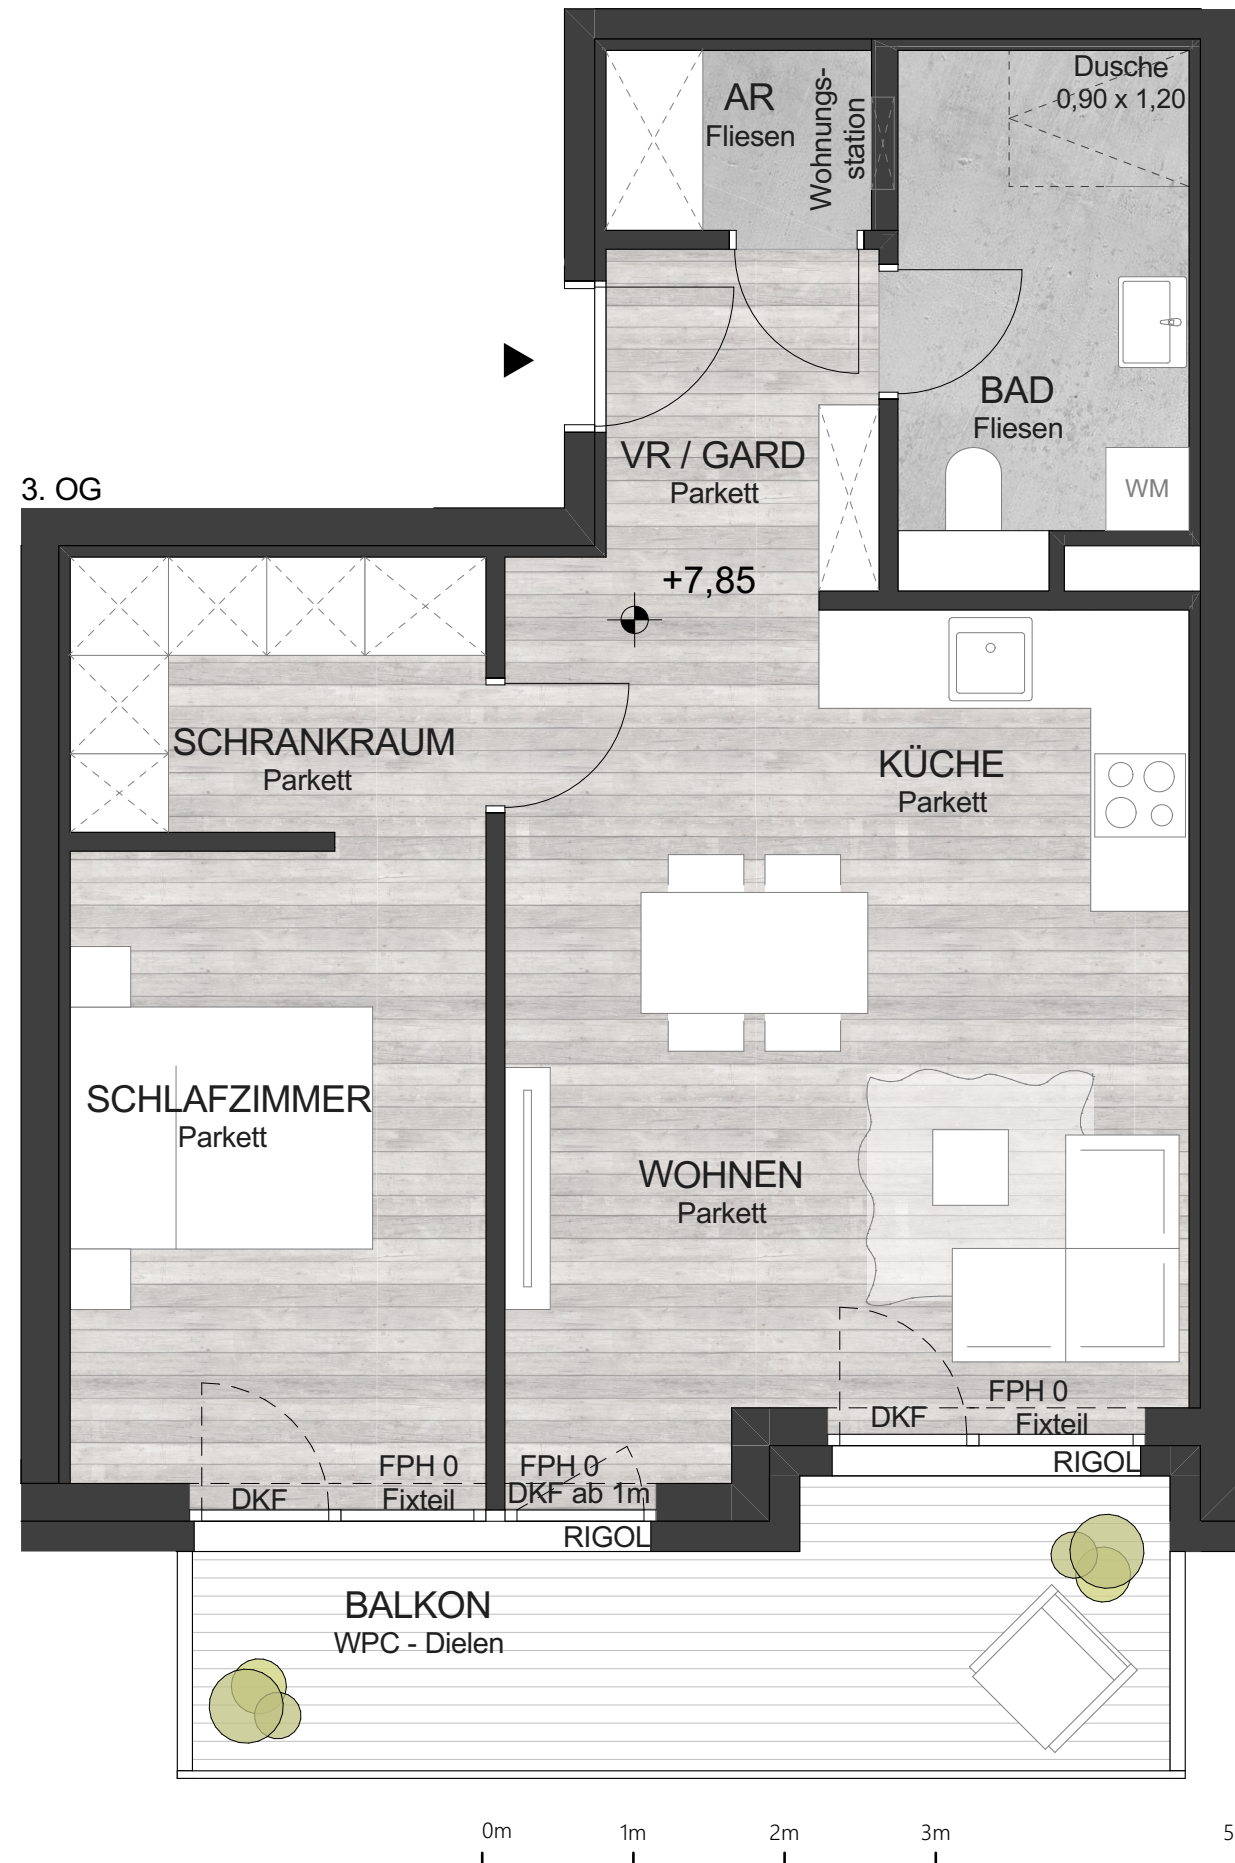 Dusche
0,90 x 1,20
AR
Fliesen
Wohnungs-
station
BAD
Fliesen
VR / GARD
Parkett
WM
3. OG
+7,85
SCHRANKRAUM
Parkett
KÜCHE
Parkett
SCHLAFZIMMER
Parkett
WOHNEN
Parkett
FPH 0
DKF
Fixteil
RIGOL
FPH 0
DKF
Fixteil
FPH 0
DKF ab 1m
RIGOL
BALKON
WPC - Dielen
0m 1m 2m 3m 5